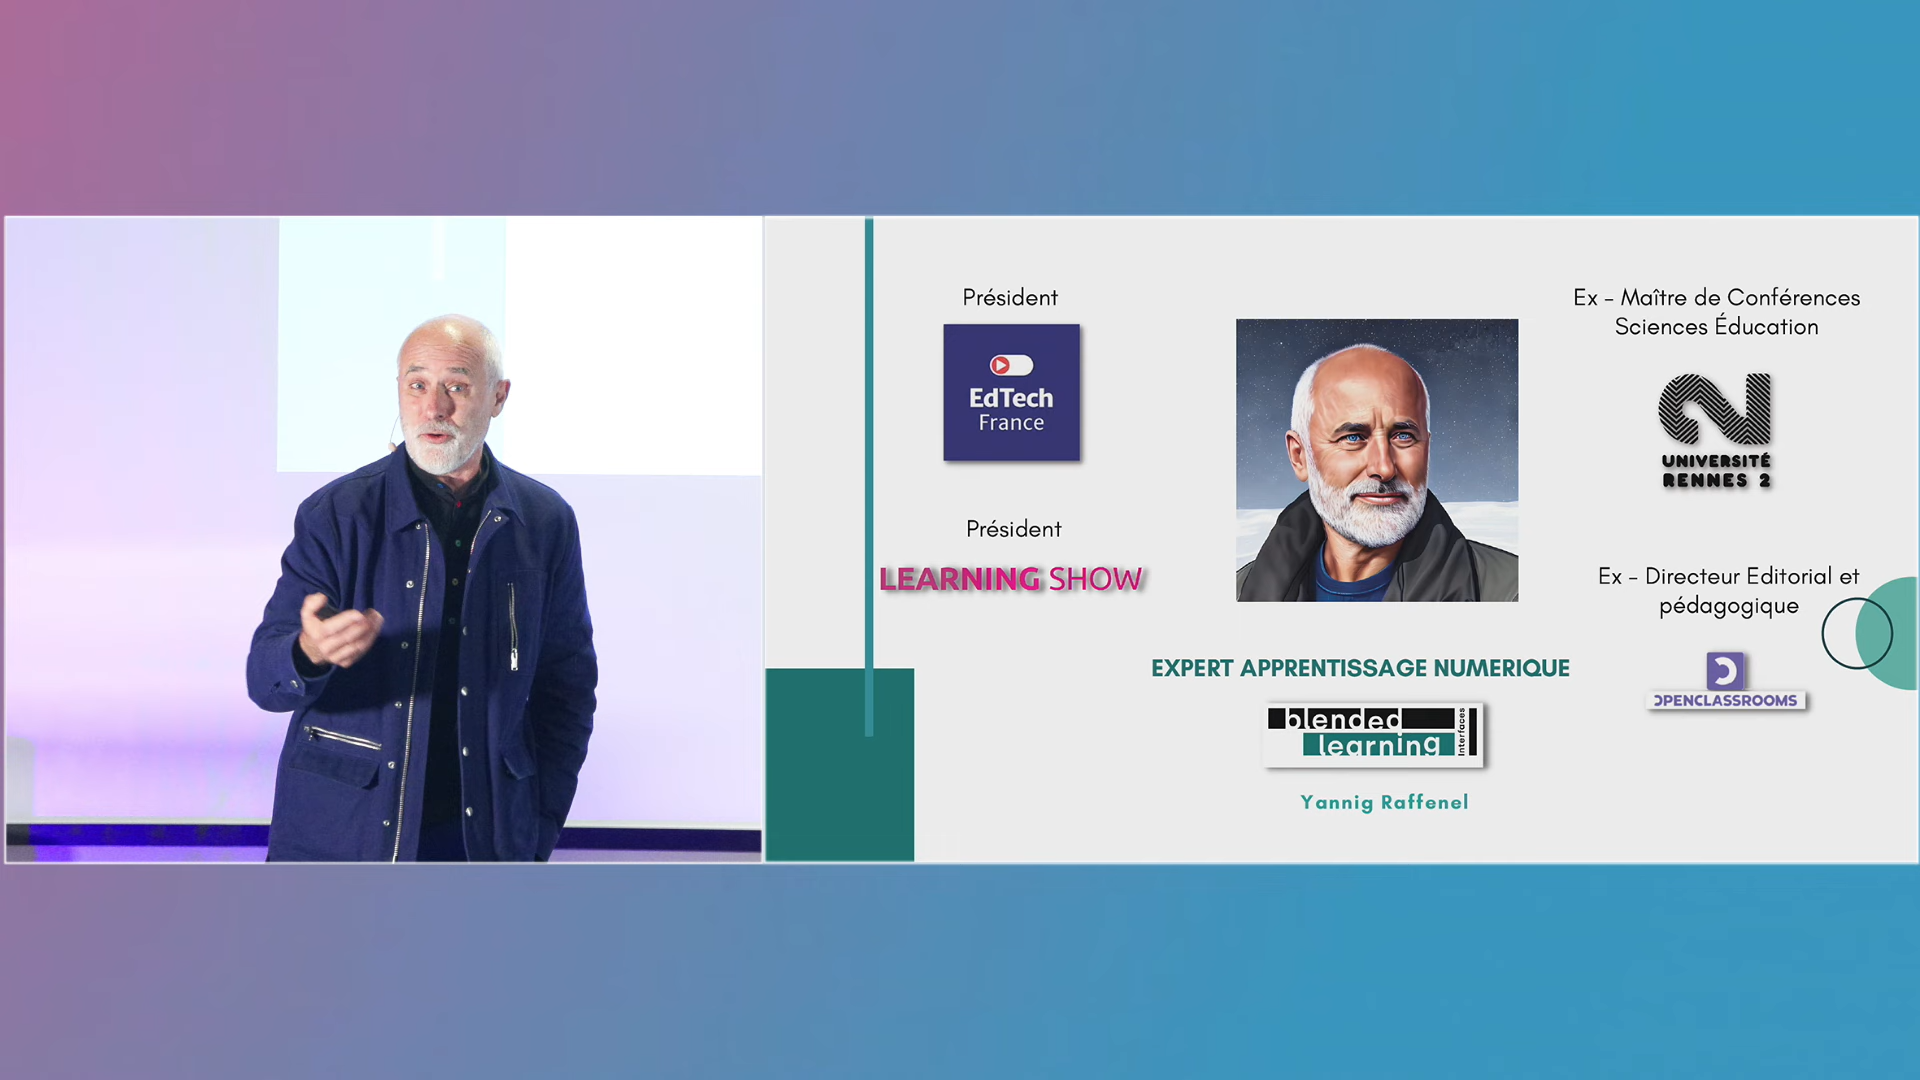 Président
EdTech
France
Président
LEARNING SHOW
EXPERT APPRENTISSAGE NUMERIQUE
blended
learning
Interfaces
Yannig Raffenel
Ex - Maître de Conférences
Sciences Éducation
UNIVERSITÉ
RENNES 2
Ex - Directeur Editorial et
pédagogique
OPENCLASSROOMS